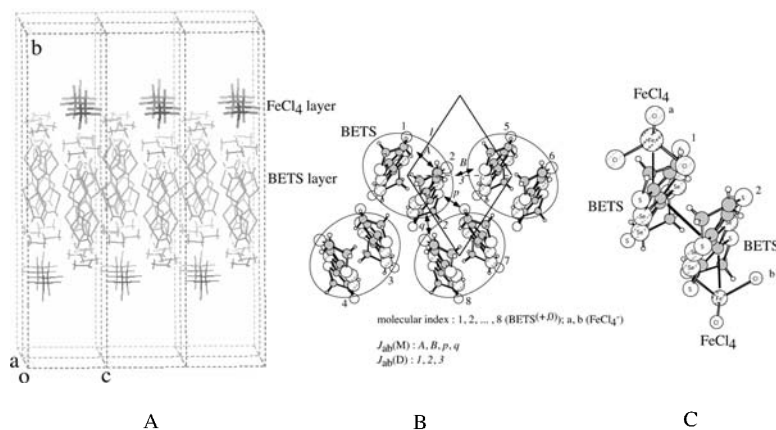 b
FeCl4 layer
BETS layer
a
o
c
A
BETS
1
2
5
6
B
3
p
7
4
3
8
molecular index : 1, 2, ... , 8 (BETS(+,0)); a, b (FeCl4-)
Jab(M) : A, B, p, q
Jab(D) : 1, 2, 3
B
FeCl4
a
1
BETS
2
BETS
b
FeCl4
C